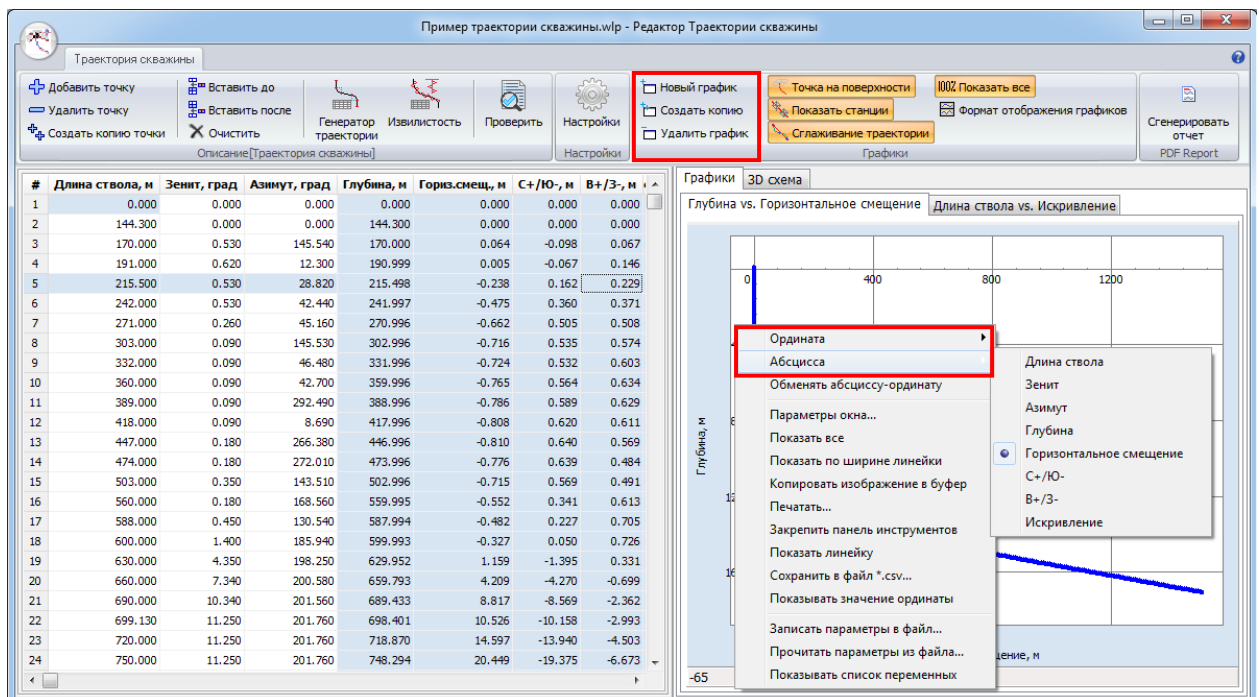 Пример траектории скважины.wlp - Редактор Траектории скважины
Траектория скважины
Добавить точку
Удалить точку
Создать копию точки
Вставить до
Вставить после
Очистить
Генератор траектории
Извилистость
Проверить
Описание[Траектория скважины]
Настройки
Настройки
Новый график
Создать копию
Удалить график
Точка на поверхности
Показать станции
Сглаживание траектории
100% Показать все
Формат отображения графиков
Графики
Сгенерировать отчет
PDF Report
# Длина ствола, м Зенит, град Азимут, град Глубина, м Гориз.смещ., м С+/Ю-, м В+/З-, м
1 0.000 0.000 0.000 0.000 0.000 0.000 0.000
2 144.300 0.000 0.000 144.300 0.000 0.000 0.000
3 170.000 0.530 145.540 170.000 0.064 -0.098 0.067
4 191.000 0.620 12.300 190.999 0.005 -0.067 0.146
5 215.500 0.530 28.820 215.498 -0.238 0.162 0.229
6 242.000 0.530 42.440 241.997 -0.475 0.360 0.371
7 271.000 0.260 45.160 270.996 -0.662 0.505 0.508
8 303.000 0.090 145.530 302.996 -0.716 0.535 0.574
9 332.000 0.090 46.480 331.996 -0.724 0.532 0.603
10 360.000 0.090 42.700 359.996 -0.765 0.564 0.634
11 389.000 0.090 292.490 388.996 -0.786 0.589 0.629
12 418.000 0.090 8.690 417.996 -0.808 0.620 0.611
13 447.000 0.180 266.380 446.996 -0.810 0.640 0.569
14 474.000 0.180 272.010 473.996 -0.776 0.639 0.484
15 503.000 0.350 143.510 502.996 -0.715 0.569 0.491
16 560.000 0.180 168.560 559.995 -0.552 0.341 0.613
17 588.000 0.450 130.540 587.994 -0.482 0.227 0.705
18 600.000 1.400 185.940 599.993 -0.327 0.050 0.726
19 630.000 4.350 198.250 629.952 1.159 -1.395 0.331
20 660.000 7.340 200.580 659.793 4.209 -4.270 -0.699
21 690.000 10.340 201.560 689.433 8.817 -8.569 -2.362
22 699.130 11.250 201.760 698.401 10.526 -10.158 -2.993
23 720.000 11.250 201.760 718.870 14.597 -13.940 -4.503
24 750.000 11.250 201.760 748.294 20.449 -19.375 -6.673
Графики 3D схема
Глубина vs. Горизонтальное смещение Длина ствола vs. Искривление
0 400 800 1200
Глубина, м
Ордината
Абсцисса
Обменять абсциссу-ординату
Параметры окна...
Показать все
Показать по ширине линейки
Копировать изображение в буфер
Печатать...
Закрепить панель инструментов
Показать линейку
Сохранить в файл *.csv...
Показывать значение ординаты
Записать параметры в файл...
Прочитать параметры из файла...
Показывать список переменных
Длина ствола
Зенит
Азимут
Глубина
Горизонтальное смещение
С+/Ю-
В+/З-
Искривление
щение, м
-65